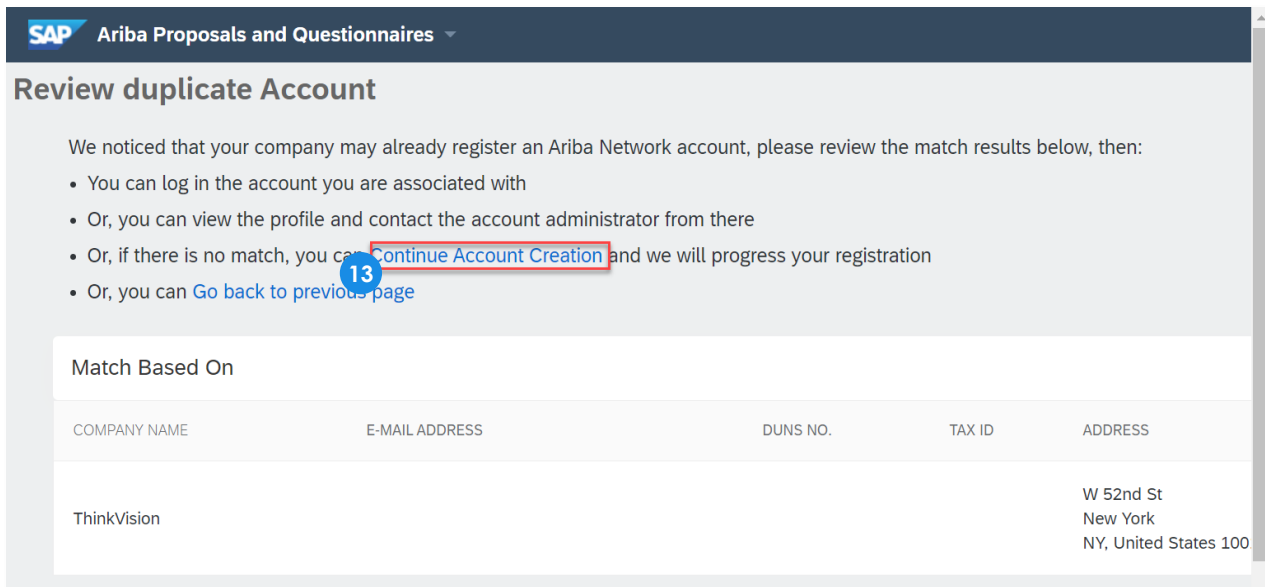 SAP Ariba Proposals and Questionnaires
Review duplicate Account
We noticed that your company may already register an Ariba Network account, please review the match results below, then:
• You can log in the account you are associated with
• Or, you can view the profile and contact the account administrator from there
• Or, if there is no match, you can Continue Account Creation and we will progress your registration
13
• Or, you can Go back to previous page
Match Based On
COMPANY NAME E-MAIL ADDRESS DUNS NO. TAX ID ADDRESS
W 52nd St
ThinkVision New York
NY, United States 100